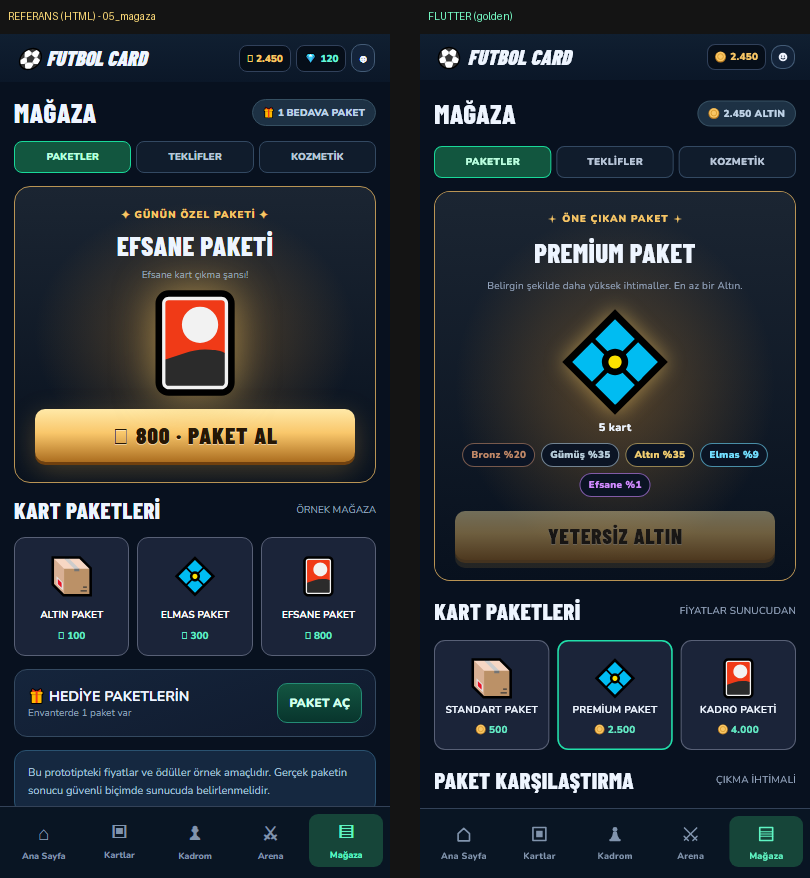 REFERANS (HTML) - 05_magaza
FUTBOL CARD
2.450
120
MAĞAZA
1 BEDAVA PAKET
PAKETLER
TEKLİFLER
KOZMETİK
✦ GÜNÜN ÖZEL PAKETİ ✦
EFSANE PAKETİ
Efsane kart çıkma şansı!
800 · PAKET AL
KART PAKETLERİ
ÖRNEK MAĞAZA
ALTIN PAKET
100
ELMAS PAKET
300
EFSANE PAKET
800
HEDİYE PAKETLERİN
Envanterde 1 paket var
PAKET AÇ
Bu prototipteki fiyatlar ve ödüller örnek amaçlıdır. Gerçek paketin
sonucu güvenli biçimde sunucuda belirlenmelidir.
Ana Sayfa
Kartlar
Kadrom
Arena
Mağaza
FLUTTER (golden)
FUTBOL CARD
2.450
MAĞAZA
2.450 ALTIN
PAKETLER
TEKLİFLER
KOZMETİK
✦ ÖNE ÇIKAN PAKET ✦
PREMİUM PAKET
Belirgin şekilde daha yüksek ihtimaller. En az bir Altın.
5 kart
Bronz %20
Gümüş %35
Altın %35
Elmas %9
Efsane %1
YETERSİZ ALTIN
KART PAKETLERİ
FİYATLAR SUNUCUDAN
STANDART PAKET
500
PREMIUM PAKET
2.500
KADRO PAKETİ
4.000
PAKET KARŞILAŞTIRMA
ÇIKMA İHTİMALİ
Ana Sayfa
Kartlar
Kadrom
Arena
Mağaza